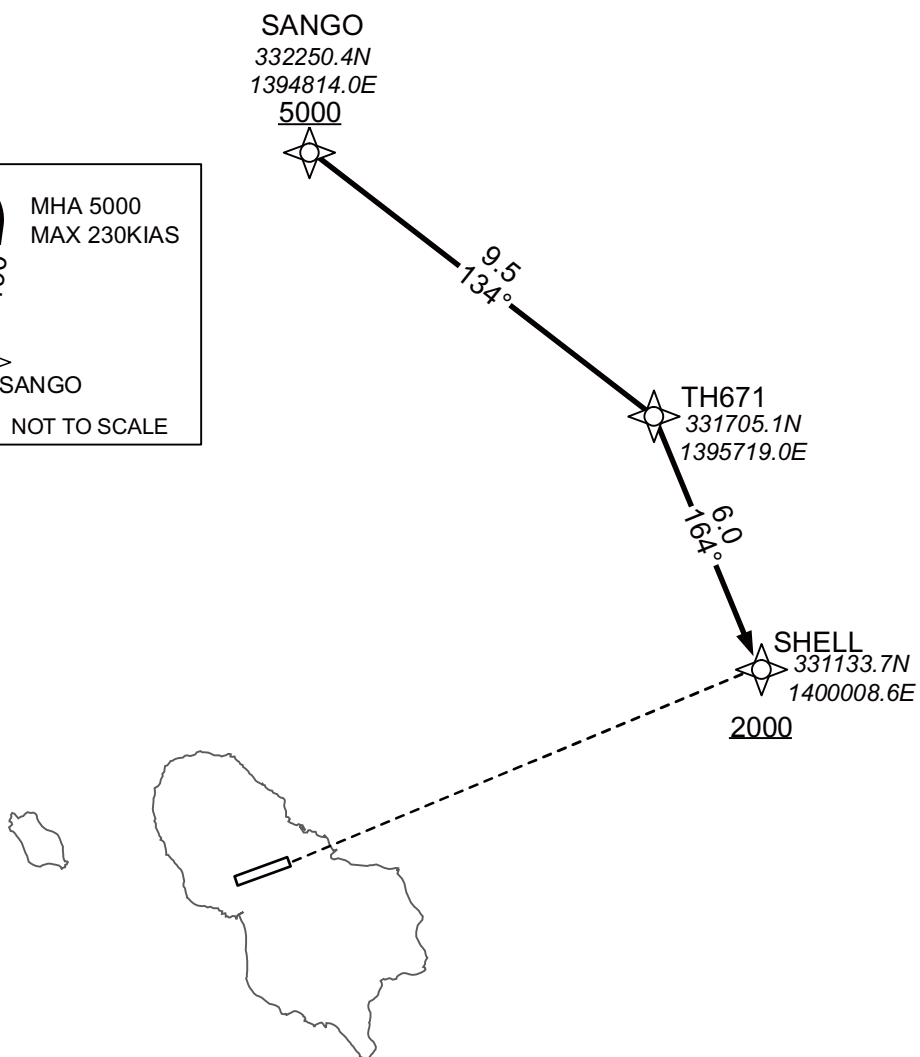 SANGO
332250.4N
1394814.0E
5000
MHA 5000
MAX 230KIAS
SANGO
NOT TO SCALE
9.5
134°
TH671
331705.1N
1395719.0E
6.0
164°
SHELL
331133.7N
1400008.6E
2000